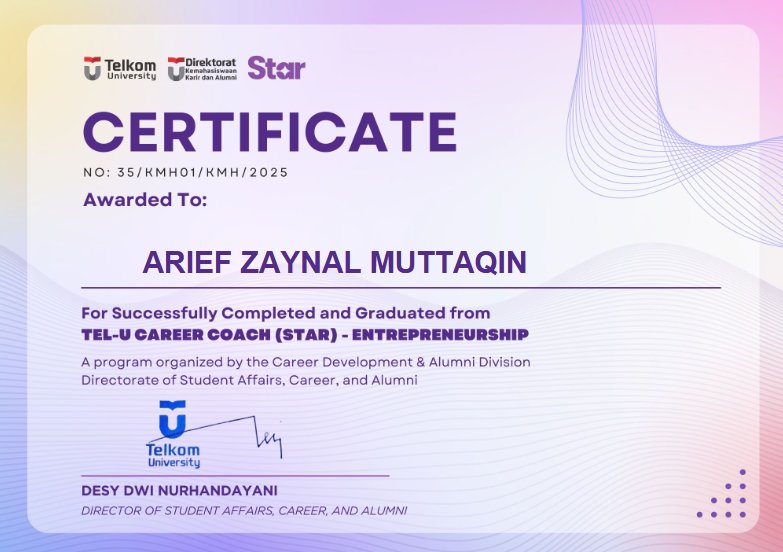 Telkom University
Direktorat Kemahasiswaan Karir dan Alumni
Star
CERTIFICATE
NO: 35/KMH01/KMH/2025
Awarded To:
ARIEF ZAYNAL MUTTAQIN
For Successfully Completed and Graduated from
TEL-U CAREER COACH (STAR) - ENTREPRENEURSHIP
A program organized by the Career Development & Alumni Division
Directorate of Student Affairs, Career, and Alumni
Telkom
University
DESY DWI NURHANDAYANI
DIRECTOR OF STUDENT AFFAIRS, CAREER, AND ALUMNI